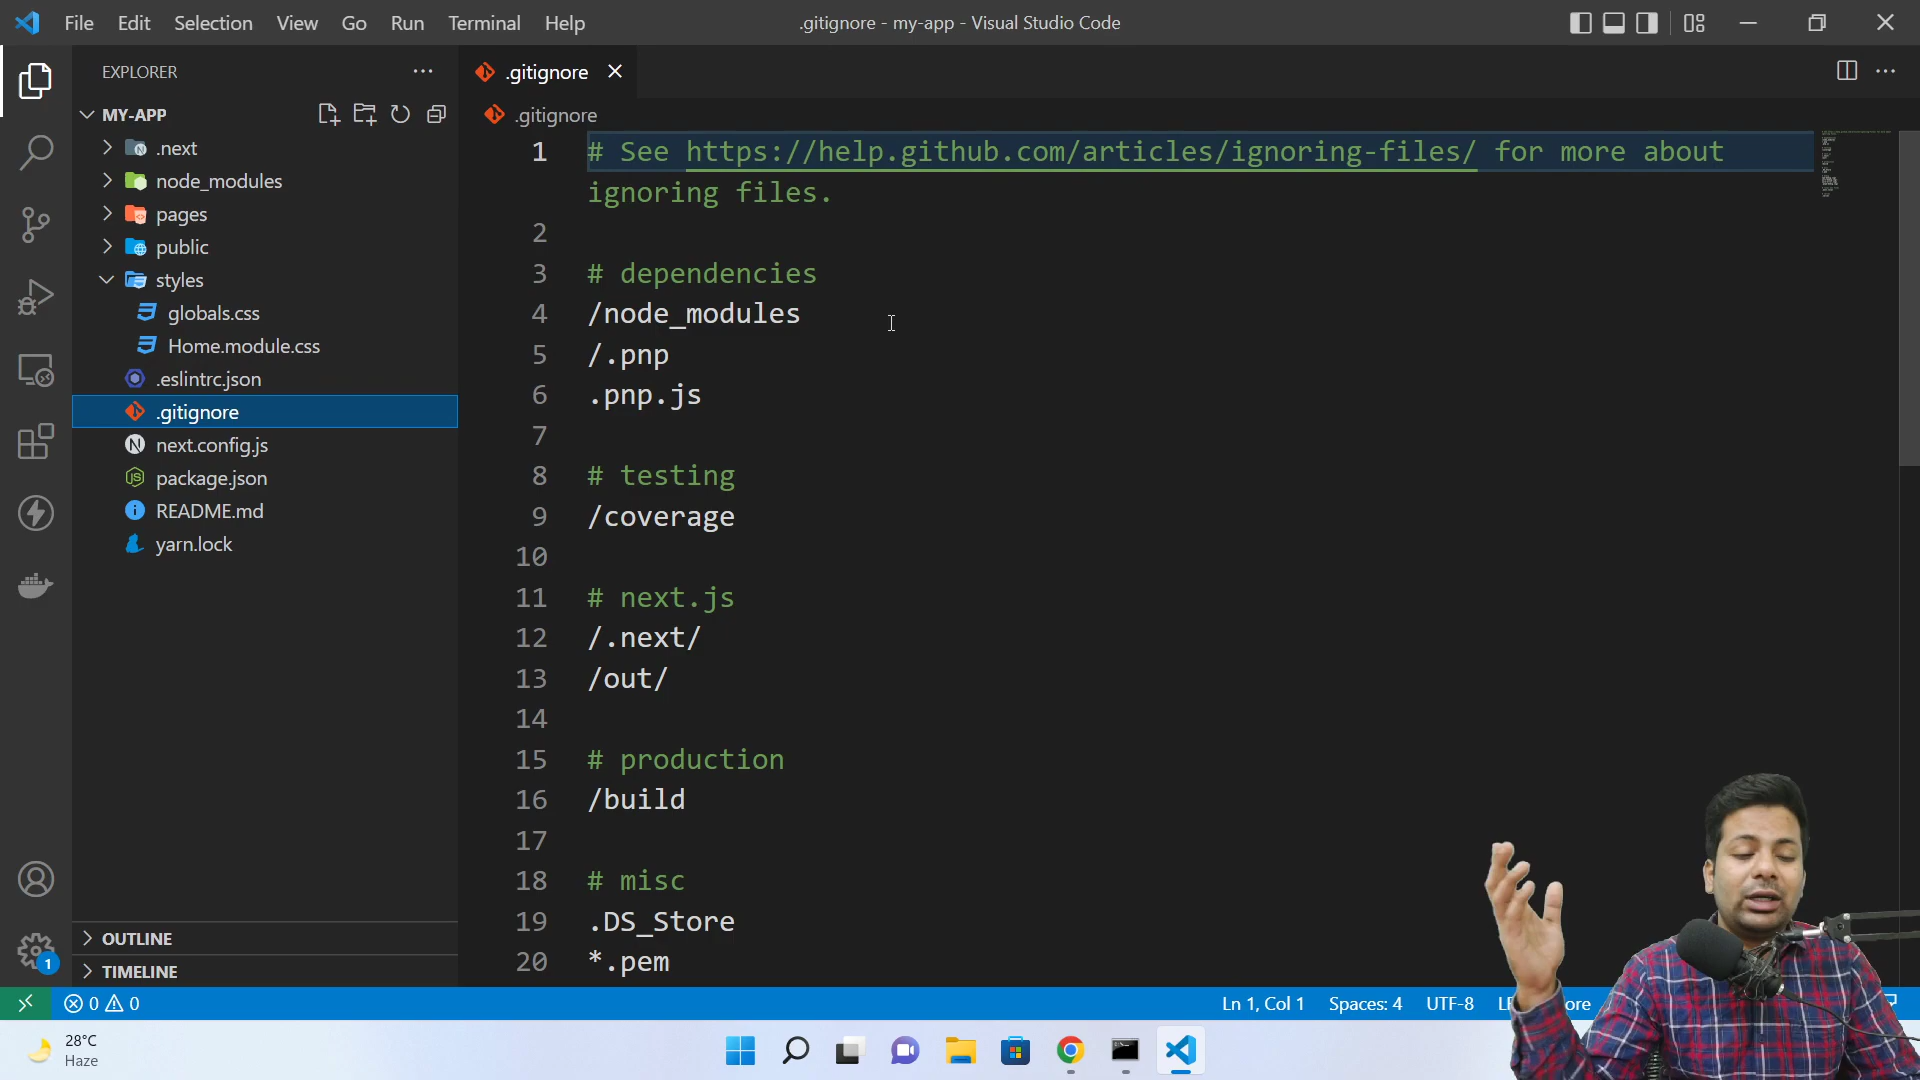 File Edit Selection View Go Run Terminal Help
.gitignore - my-app - Visual Studio Code
EXPLORER
MY-APP
.next
node_modules
pages
public
styles
globals.css
Home.module.css
.eslintrc.json
.gitignore
next.config.js
package.json
README.md
yarn.lock
OUTLINE
TIMELINE
.gitignore
.gitignore
1 # See https://help.github.com/articles/ignoring-files/ for more about
ignoring files.
2
3 # dependencies
4 /node_modules
5 /.pnp
6 .pnp.js
7
8 # testing
9 /coverage
10
11 # next.js
12 /.next/
13 /out/
14
15 # production
16 /build
17
18 # misc
19 .DS_Store
20 *.pem
1
0 0
Ln 1, Col 1 Spaces: 4 UTF-8
28°C
Haze